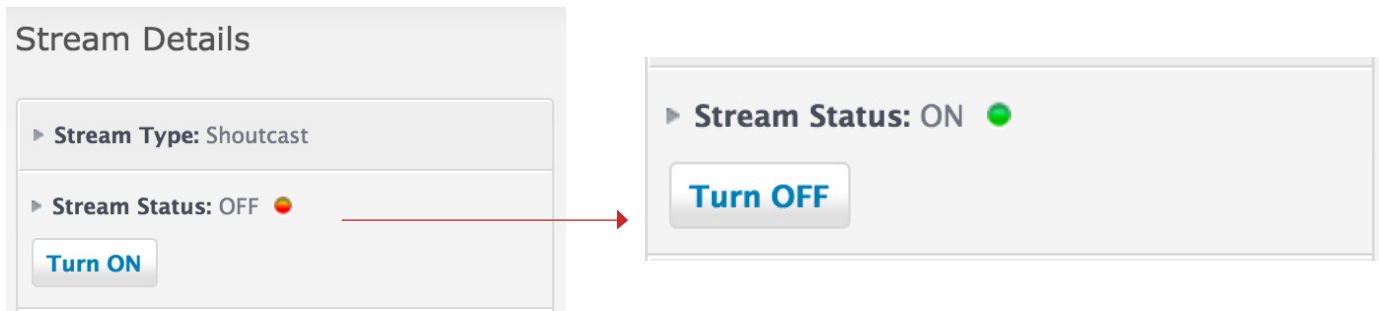 Stream Details
Stream Type: Shoutcast
Stream Status: OFF
Turn ON
Stream Status: ON
Turn OFF